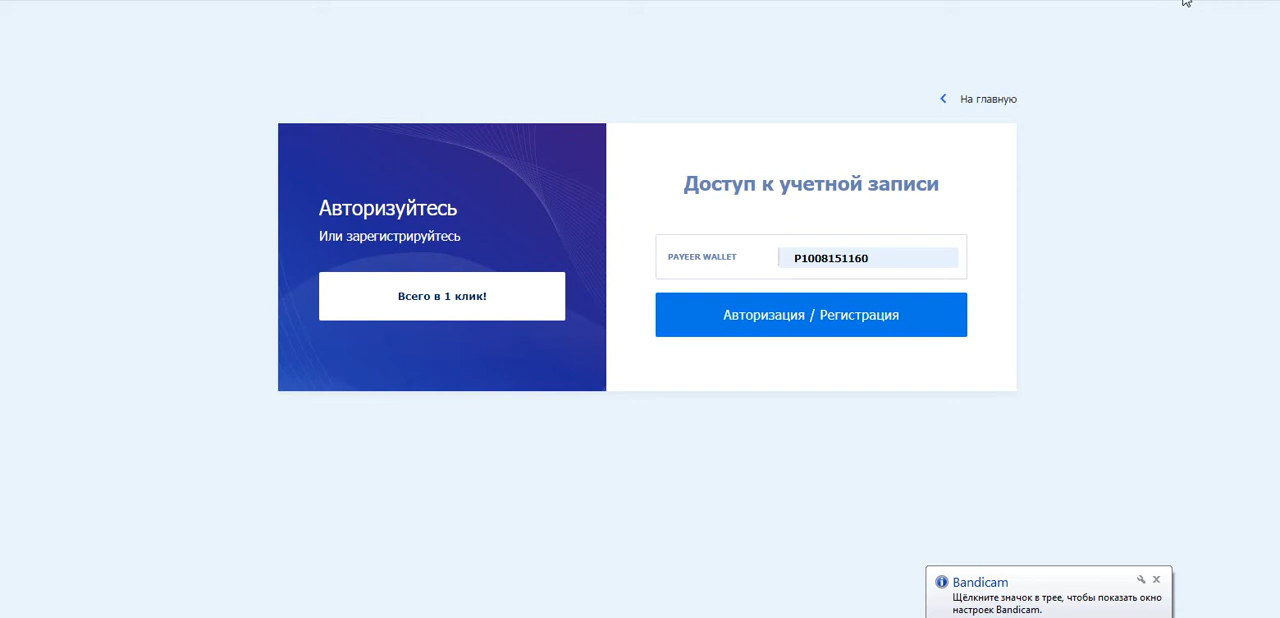 На главную
Авторизуйтесь
Или зарегистрируйтесь
Всего в 1 клик!
Доступ к учетной записи
PAYEER WALLET P1008151160
Авторизация / Регистрация
Bandicam
Щёлкните значок в трее, чтобы показать окно
настроек Bandicam.